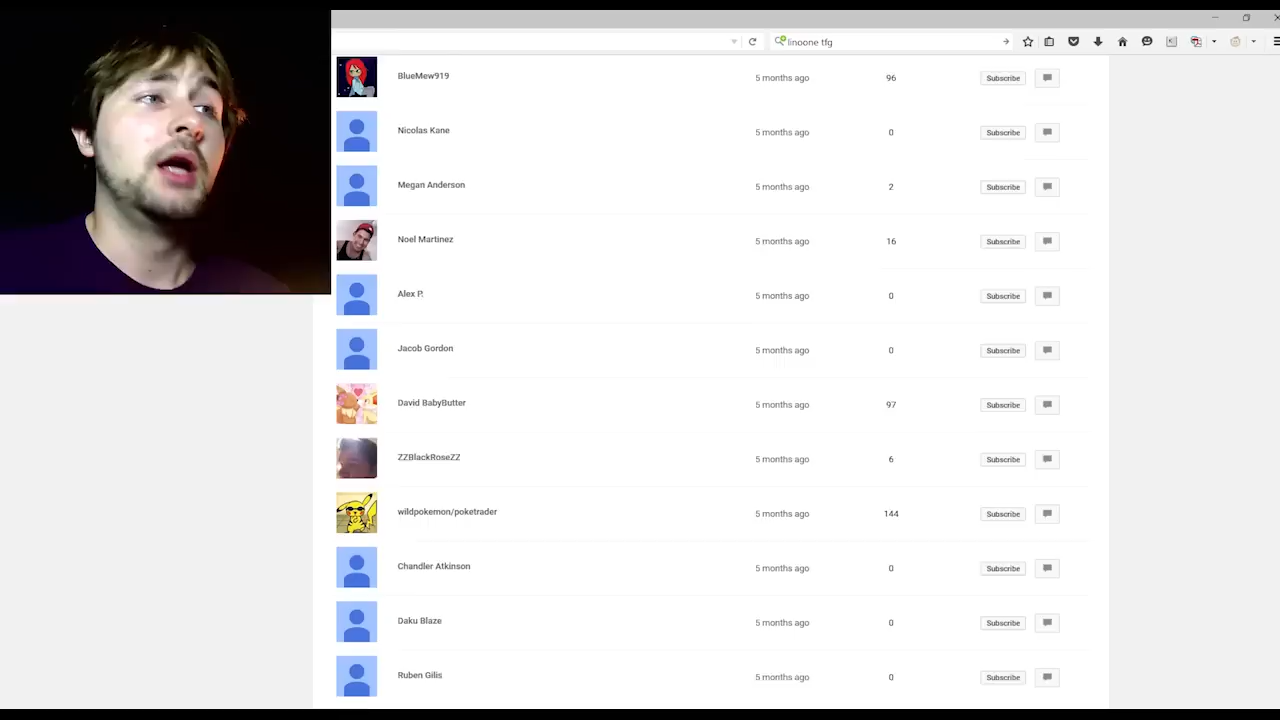 linoone tfg
BlueMew919 5 months ago 96 Subscribe
Nicolas Kane 5 months ago 0 Subscribe
Megan Anderson 5 months ago 2 Subscribe
Noel Martinez 5 months ago 16 Subscribe
Alex P. 5 months ago 0 Subscribe
Jacob Gordon 5 months ago 0 Subscribe
David BabyButter 5 months ago 97 Subscribe
ZZBlackRoseZZ 5 months ago 6 Subscribe
wildpokemon/poketrader 5 months ago 144 Subscribe
Chandler Atkinson 5 months ago 0 Subscribe
Daku Blaze 5 months ago 0 Subscribe
Ruben Gilis 5 months ago 0 Subscribe